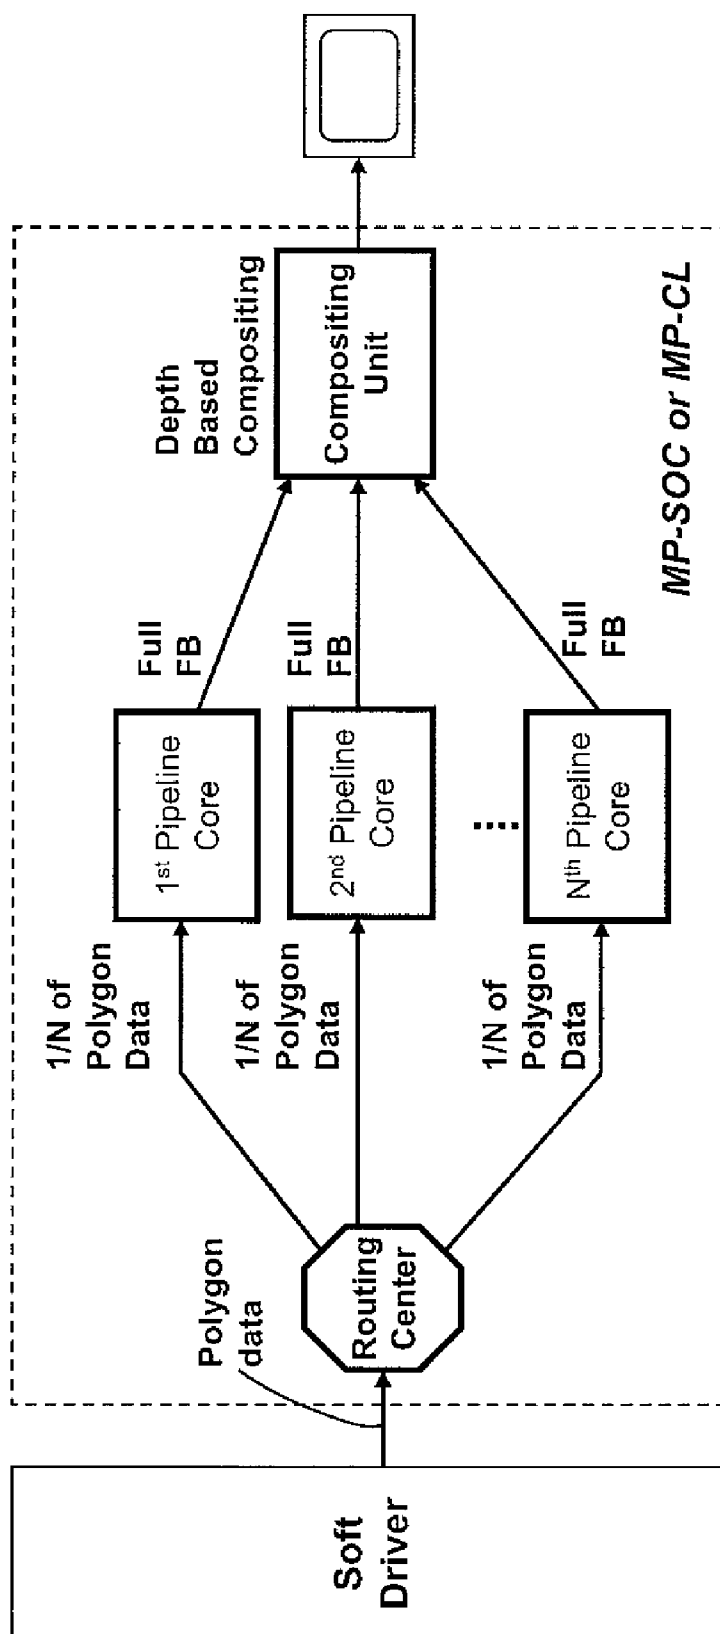 Soft
Driver
Polygon
data
Routing
Center
1/N of
Polygon
Data
1/N of
Polygon
Data
1/N of
Polygon
Data
1st Pipeline
Core
2nd Pipeline
Core
Nth Pipeline
Core
Full
FB
Full
FB
Full
FB
Depth
Based
Compositing
Compositing
Unit
MP-SOC or MP-CL